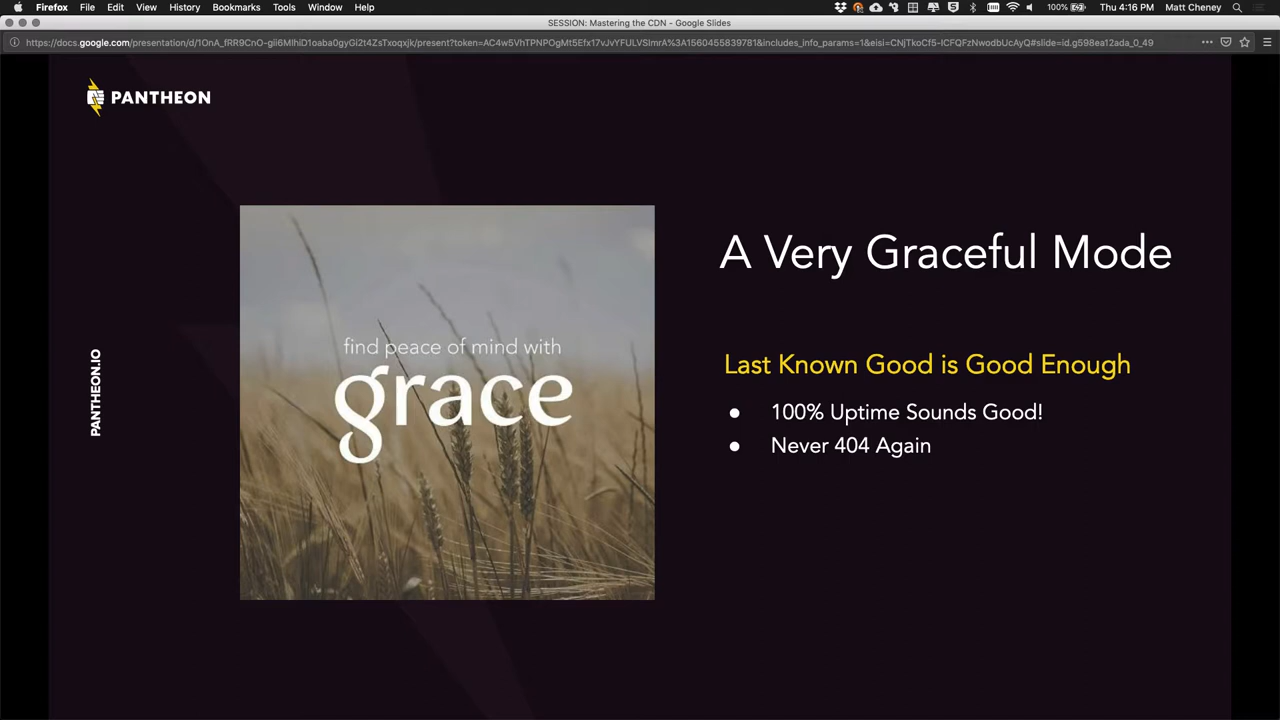 Firefox File Edit View History Bookmarks Tools Window Help 100% Thu 4:16 PM Matt Cheney
SESSION: Mastering the CDN - Google Slides
PANTHEON
find peace of mind with
grace
A Very Graceful Mode
Last Known Good is Good Enough
● 100% Uptime Sounds Good!
● Never 404 Again
PANTHEON.IO